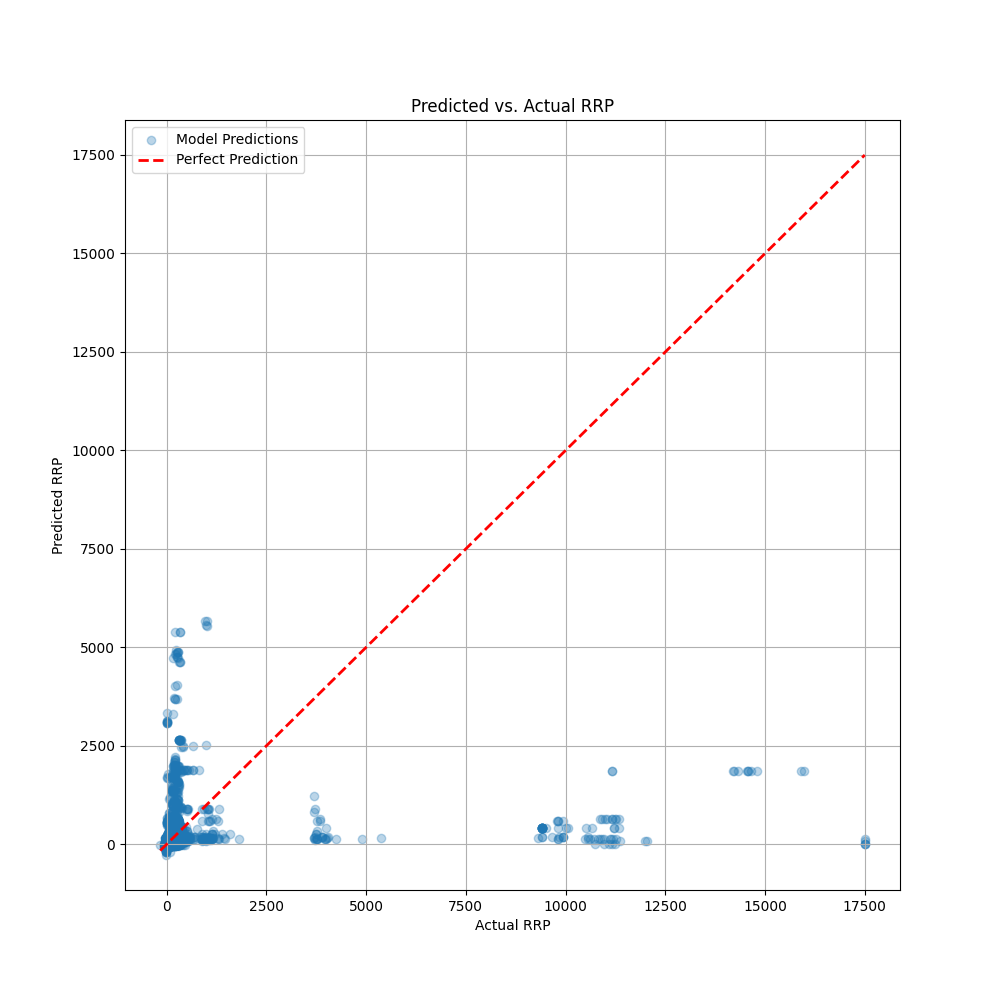 Predicted vs. Actual RRP
Model Predictions
Perfect Prediction
17500
15000
12500
10000
7500
5000
2500
0
Predicted RRP
0 2500 5000 7500 10000 12500 15000 17500
Actual RRP